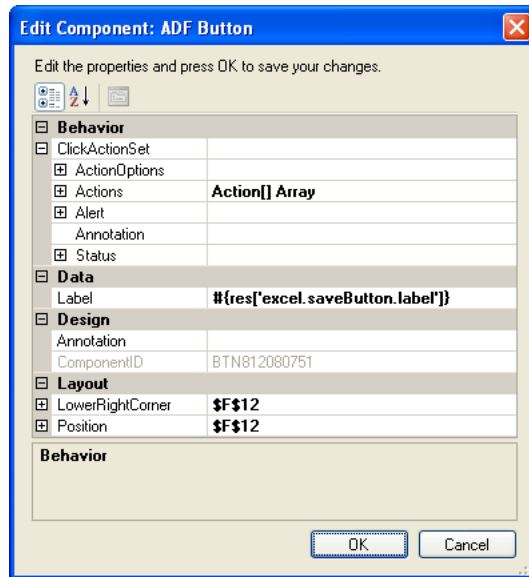 Edit Component: ADF Button
Edit the properties and press OK to save your changes.
Behavior
ClickActionSet
ActionOptions
Actions Action[] Array
Alert
Annotation
Status
Data
Label #{res['excel.saveButton.label']}
Design
Annotation
ComponentID BTN812080751
Layout
LowerRightCorner $F$12
Position $F$12
Behavior
OK Cancel